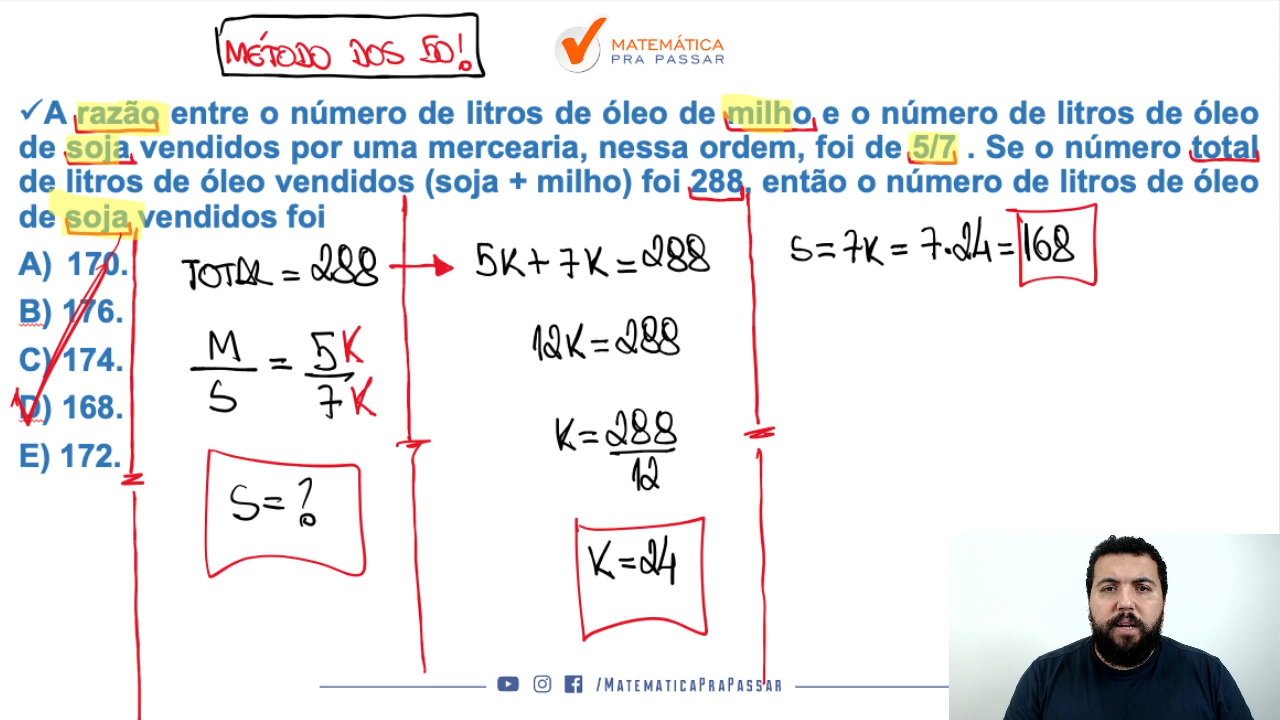 MÉTODO DOS 50!
MATEMÁTICA
PRA PASSAR
✓A razão entre o número de litros de óleo de milho e o número de litros de óleo
de soja vendidos por uma mercearia, nessa ordem, foi de 5/7 . Se o número total
de litros de óleo vendidos (soja + milho) foi 288, então o número de litros de óleo
de soja vendidos foi
A) 170.
B) 176.
C) 174.
D) 168.
E) 172.
TOTAL = 288
M/S = 5K/7K
S = ?
5K + 7K = 288
12K = 288
K = 288/12
K = 24
S = 7K = 7·24 = 168
/MATEMATICAPRAPASSAR